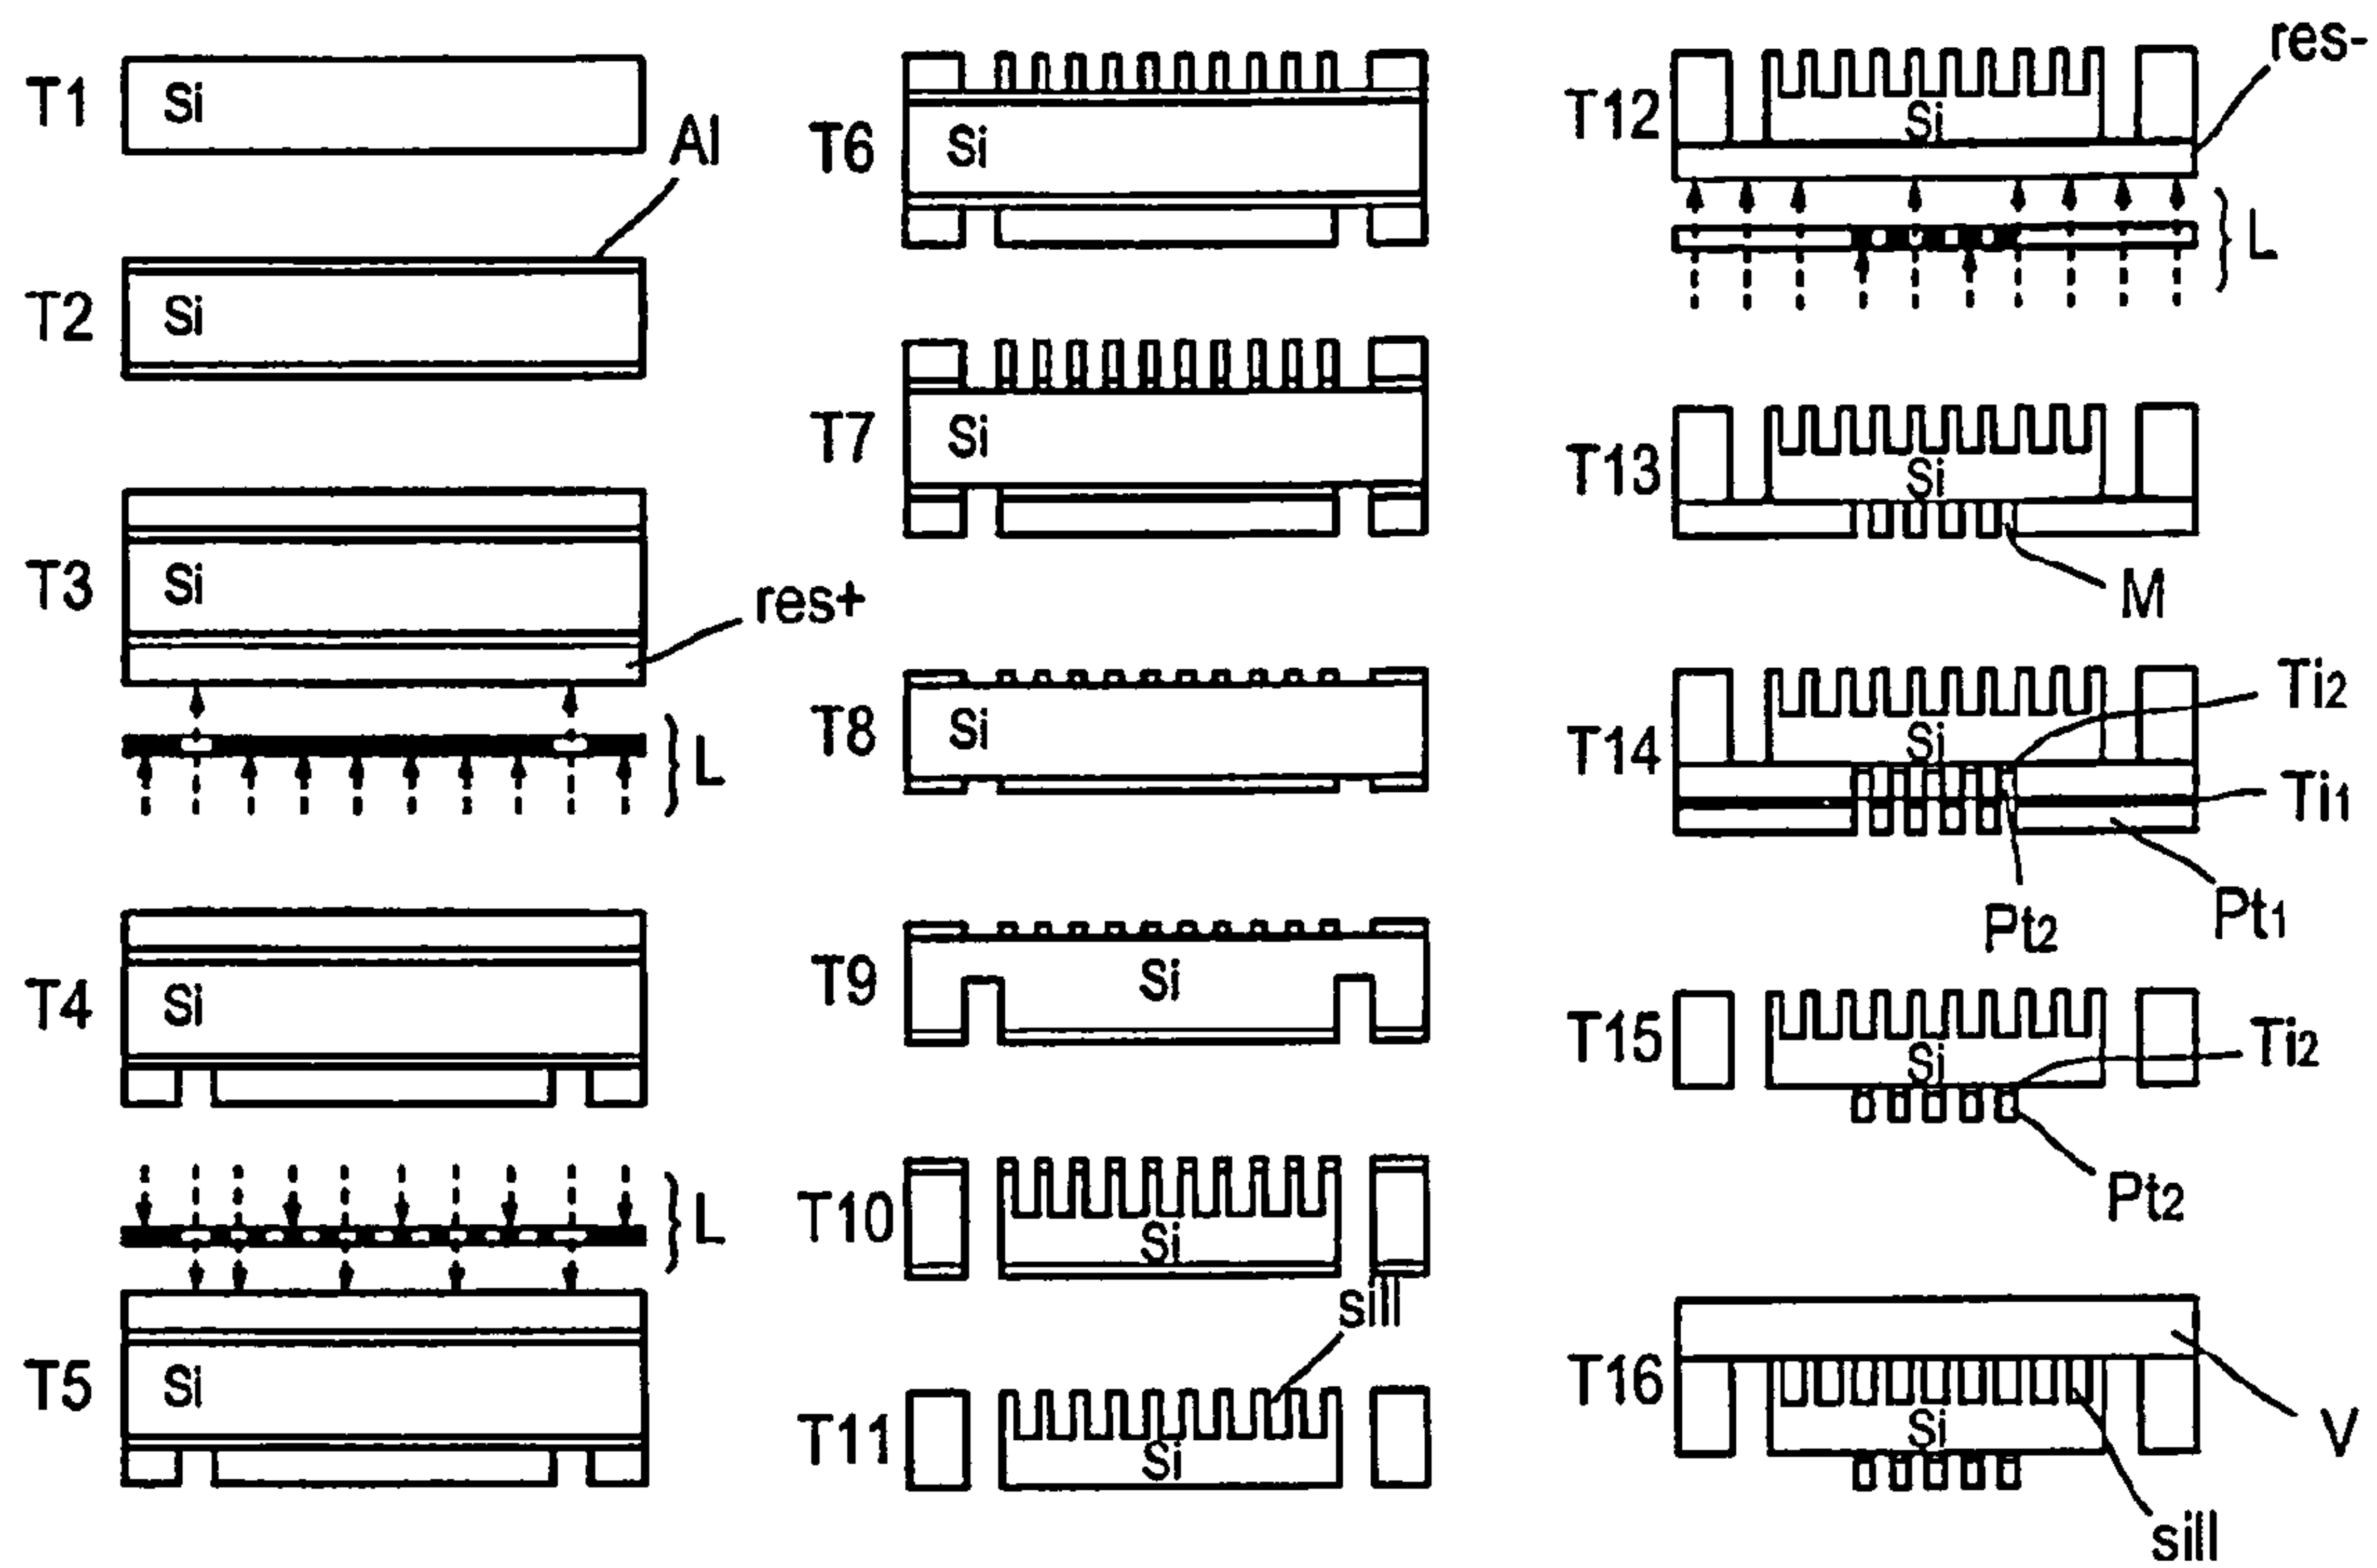 T1
Si
Al
T2
Si
T3
Si
res+
L
T4
Si
L
T5
Si
T6
Si
T7
Si
T8
Si
T9
Si
T10
Si
sill
T11
Si
T12
Si
res-
L
T13
Si
M
T14
Si
Ti2
Ti1
Pt2
Pt1
T15
Si
Ti2
Pt2
T16
Si
V
sill